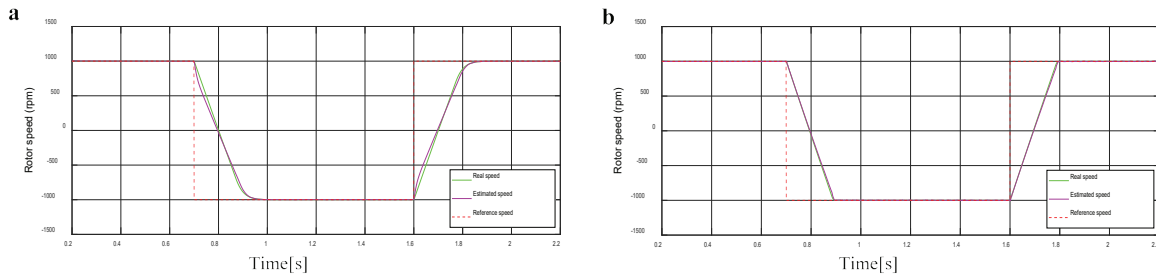 a
1500
1000
500
0
-500
-1000
-1500
Rotor speed (rpm)
0.2 0.4 0.6 0.8 1 1.2 1.4 1.6 1.8 2 2.2
Time[s]
Real speed
Estimated speed
Reference speed
b
1500
1000
500
0
-500
-1000
-1500
Rotor speed (rpm)
0.2 0.4 0.6 0.8 1 1.2 1.4 1.6 1.8 2 2.2
Time[s]
Real speed
Estimated speed
Reference speed